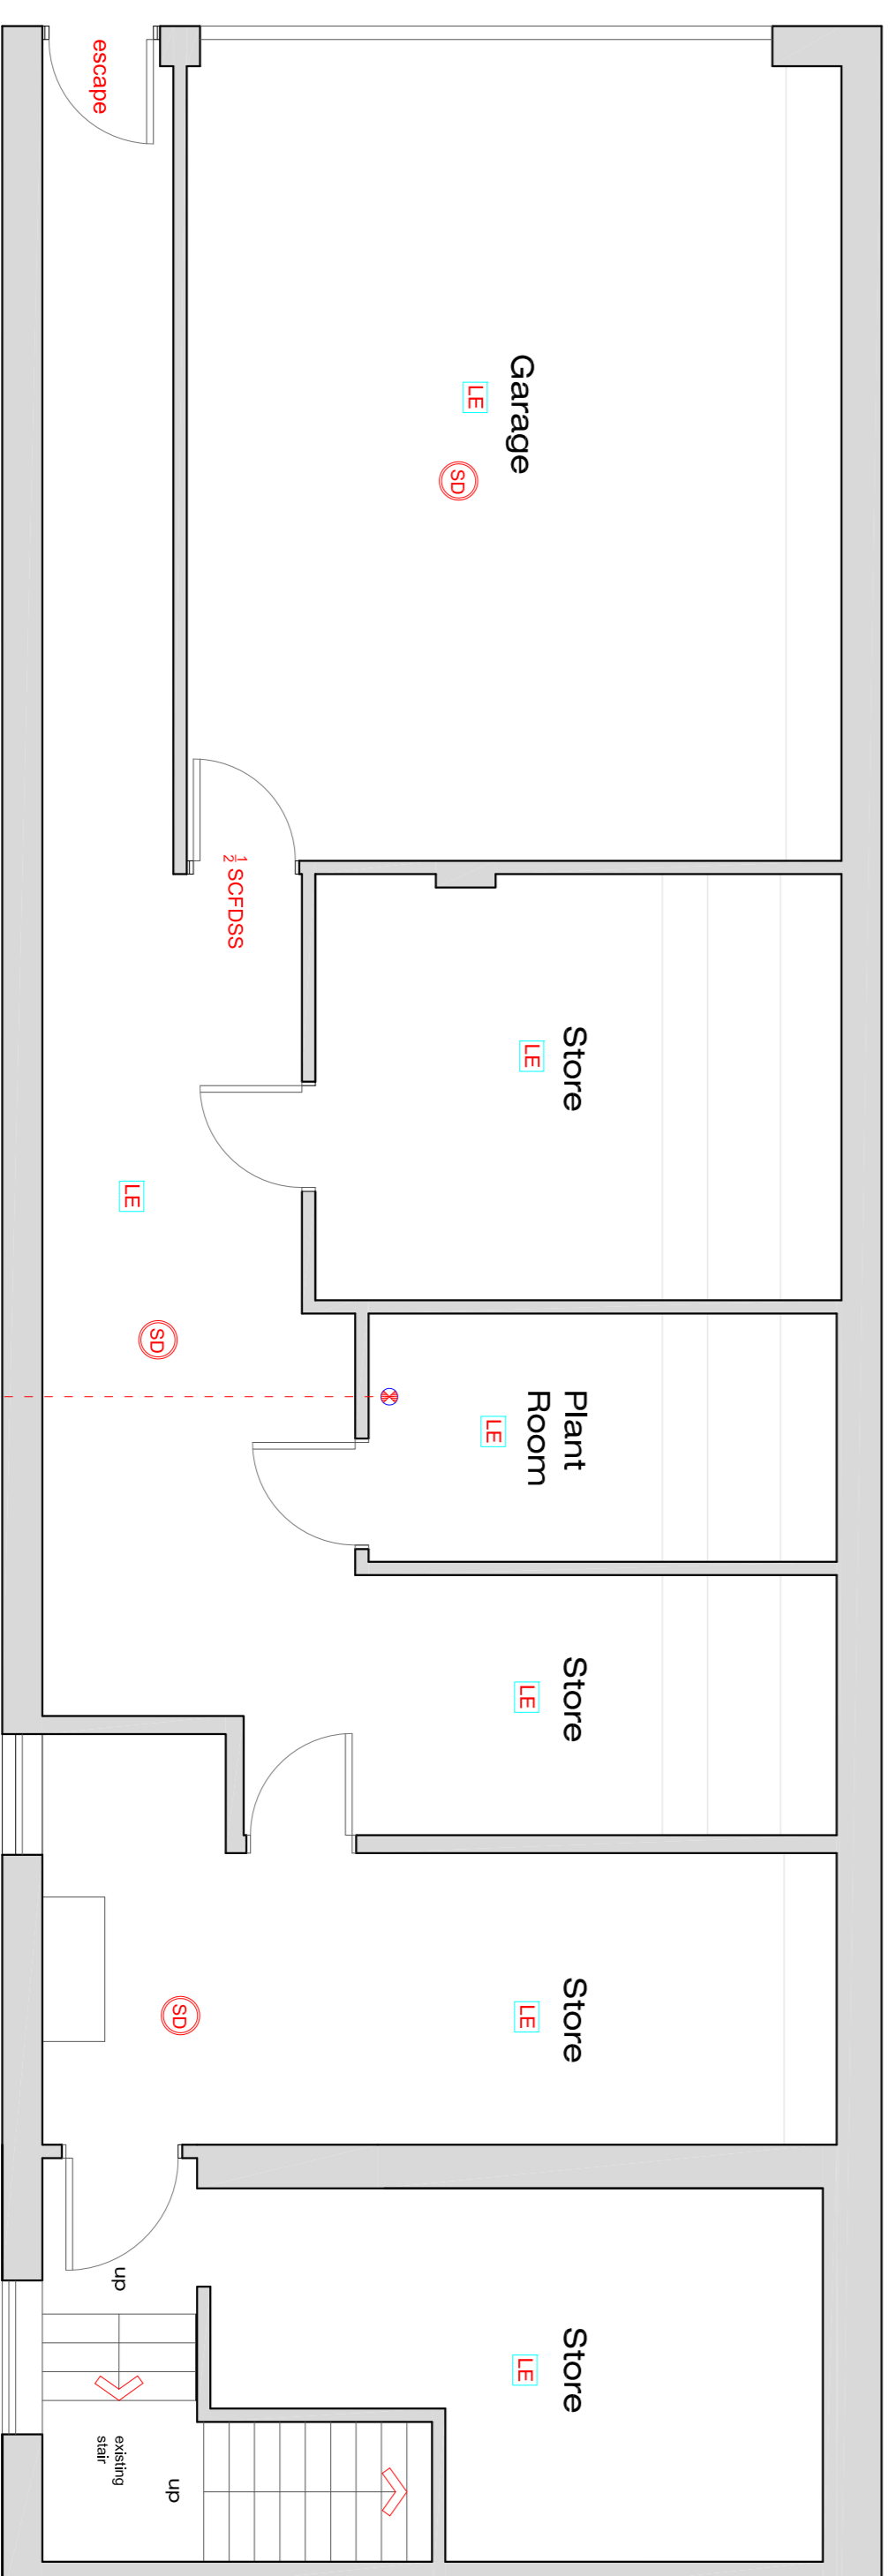 escape
Garage
LE
SD
½ SCFDSS
Store
LE
LE
SD
Plant
Room
LE
Store
LE
Store
LE
SD
Store
LE
up
existing
stair
up